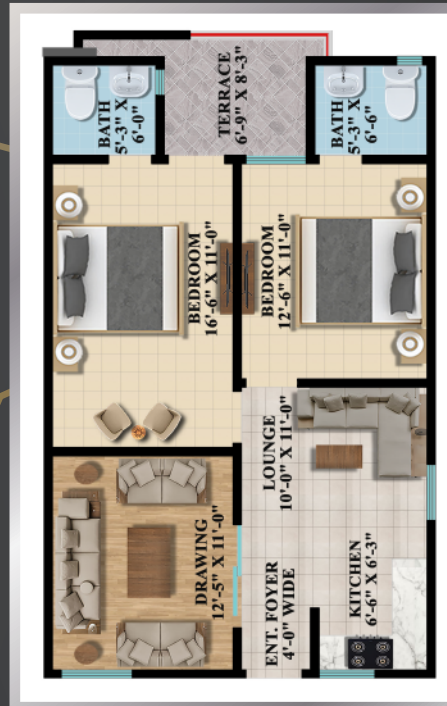 BATH
5'-3" X
6'-0"
TERRACE
6'-9" X 8'-3"
BATH
5'-3" X
6'-6"
BEDROOM
16'-6" X 11'-0"
BEDROOM
12'-6" X 11'-0"
LOUNGE
10'-0" X 11'-0"
DRAWING
12'-5" X 11'-0"
ENT. FOYER
4'-0" WIDE
KITCHEN
6'-6" X 6'-3"